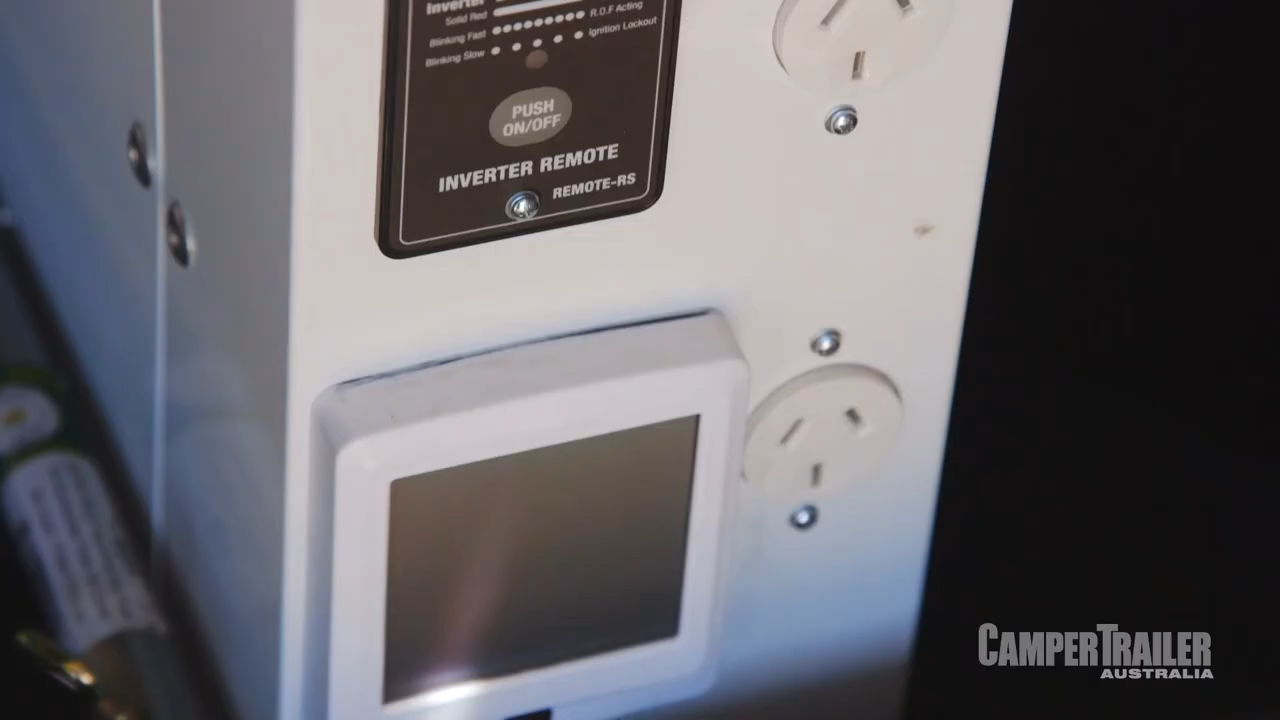 Inverter
Solid Red
R.O.F Acting
Blinking Fast
Ignition Lockout
Blinking Slow
PUSH
ON/OFF
INVERTER REMOTE
REMOTE-RS
CAMPERTRAILER
AUSTRALIA